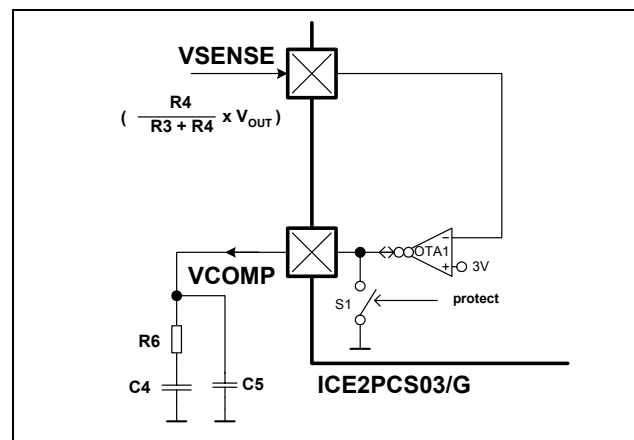 VSENSE
( R4 / R3 + R4 x VOUT )
OTA1
3V
VCOMP
S1
protect
R6
C4
C5
ICE2PCS03/G